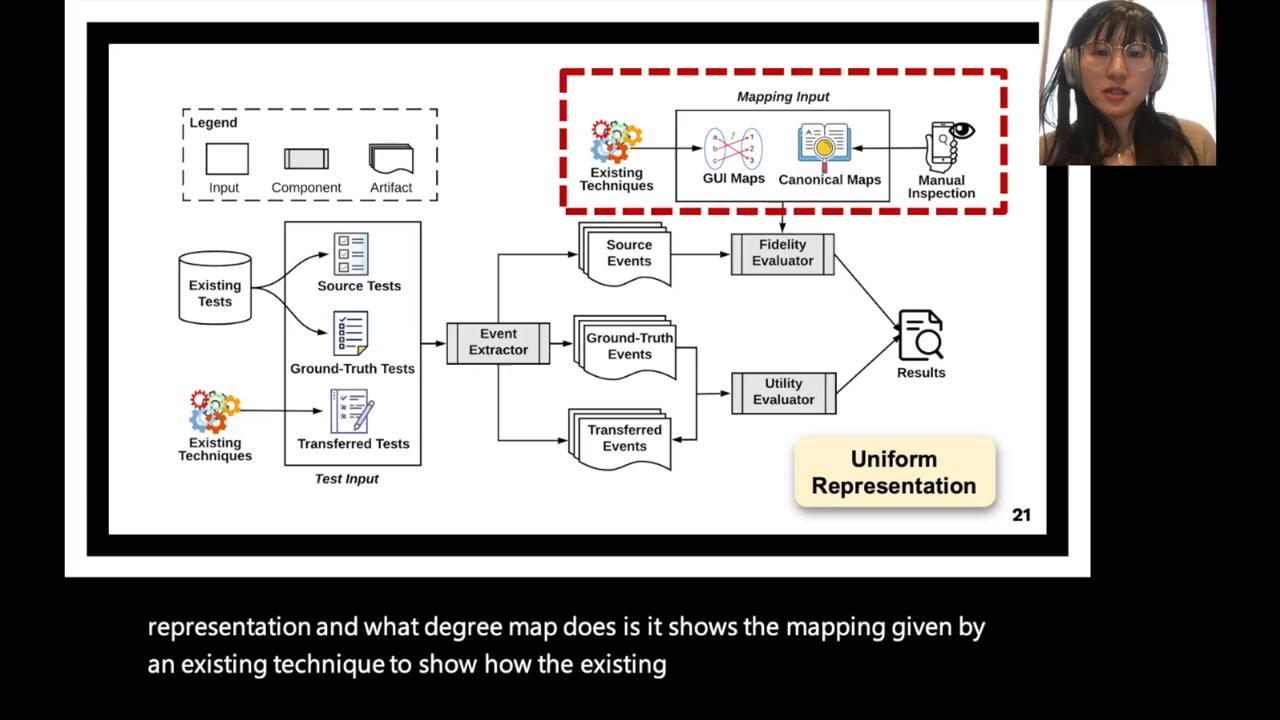 Mapping Input
Legend
Input
Component
Artifact
Existing
Techniques
GUI Maps
Canonical Maps
Manual
Inspection
Existing
Tests
Source Tests
Ground-Truth Tests
Existing
Techniques
Transferred Tests
Test Input
Event
Extractor
Source
Events
Ground-Truth
Events
Transferred
Events
Fidelity
Evaluator
Utility
Evaluator
Results
Uniform
Representation
21
representation and what degree map does is it shows the mapping given by
an existing technique to show how the existing